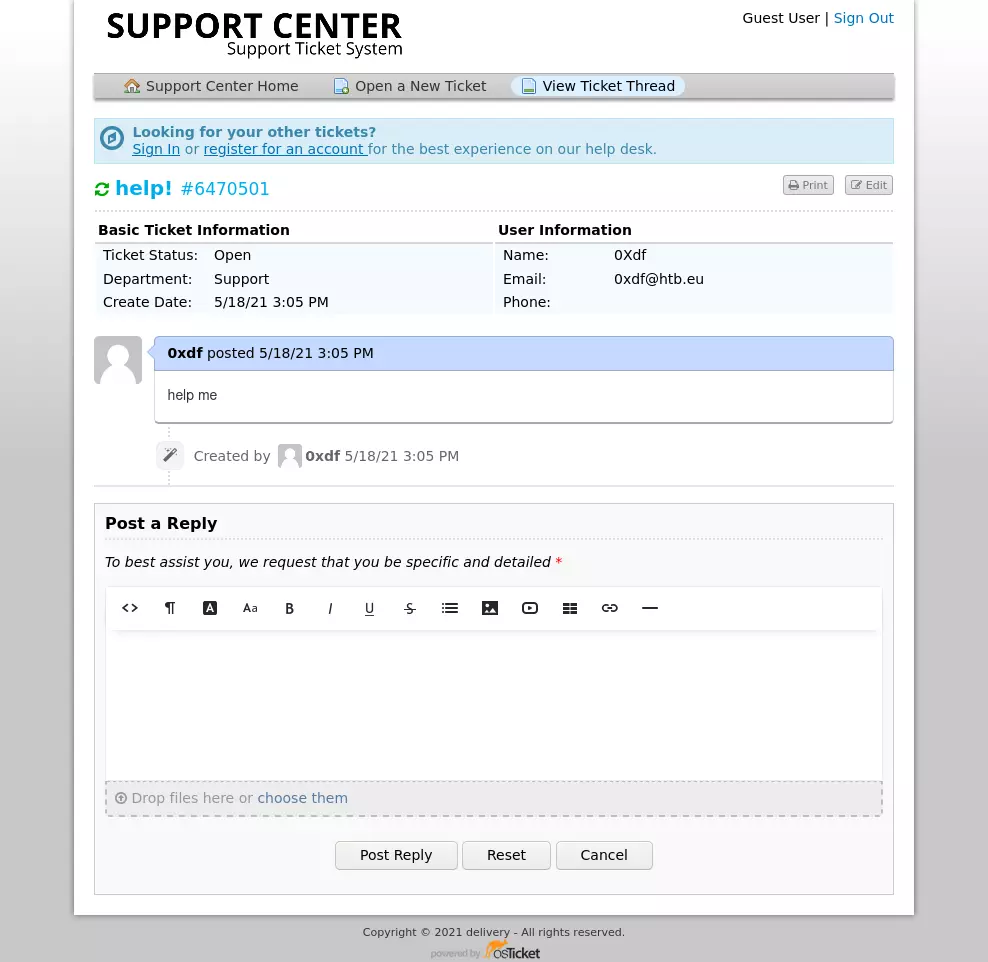 SUPPORT CENTER
Support Ticket System
Guest User | Sign Out
Support Center Home Open a New Ticket View Ticket Thread
Looking for your other tickets?
Sign In or register for an account for the best experience on our help desk.
help! #6470501 Print Edit
Basic Ticket Information User Information
Ticket Status: Open Name: 0Xdf
Department: Support Email: 0xdf@htb.eu
Create Date: 5/18/21 3:05 PM Phone:
0xdf posted 5/18/21 3:05 PM
help me
Created by 0xdf 5/18/21 3:05 PM
Post a Reply
To best assist you, we request that you be specific and detailed *
<> ¶ A Aa B I U S
Drop files here or choose them
Post Reply Reset Cancel
Copyright © 2021 delivery - All rights reserved.
powered by osTicket